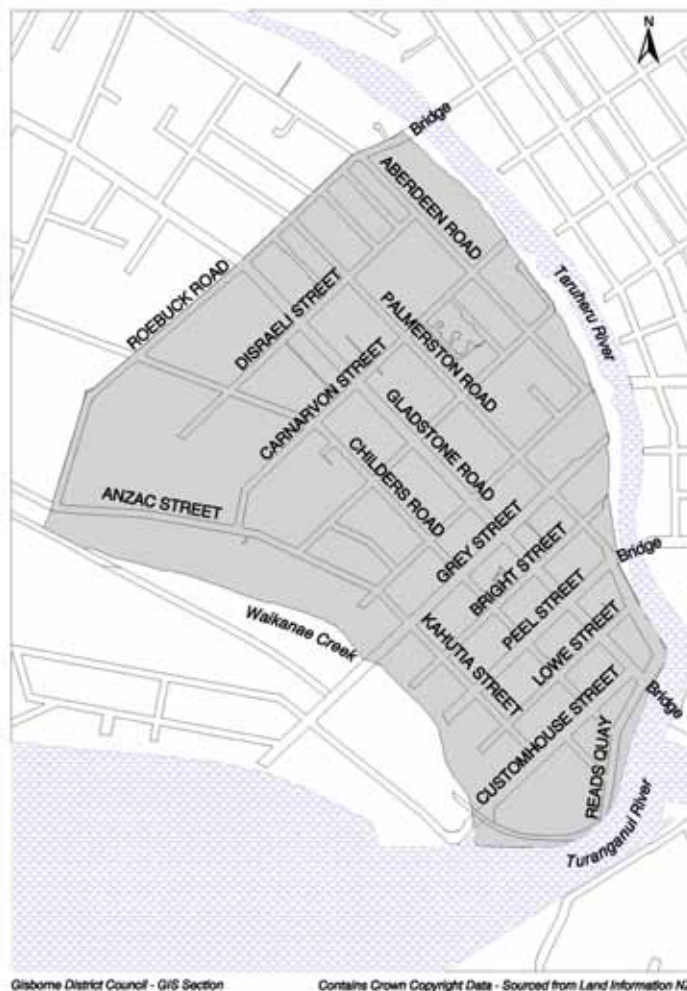 N
Bridge
ABERDEEN ROAD
Taruheru River
ROEBUCK ROAD
DISRAELI STREET
PALMERSTON ROAD
CARNARVON STREET
GLADSTONE ROAD
CHILDERS ROAD
ANZAC STREET
GREY STREET
BRIGHT STREET
Bridge
PEEL STREET
Waikanae Creek
KAHUTIA STREET
LOWE STREET
CUSTOMHOUSE STREET
Bridge
READS QUAY
Turanganui River
Gisborne District Council - GIS Section
Contains Crown Copyright Data - Sourced from Land Information NZ